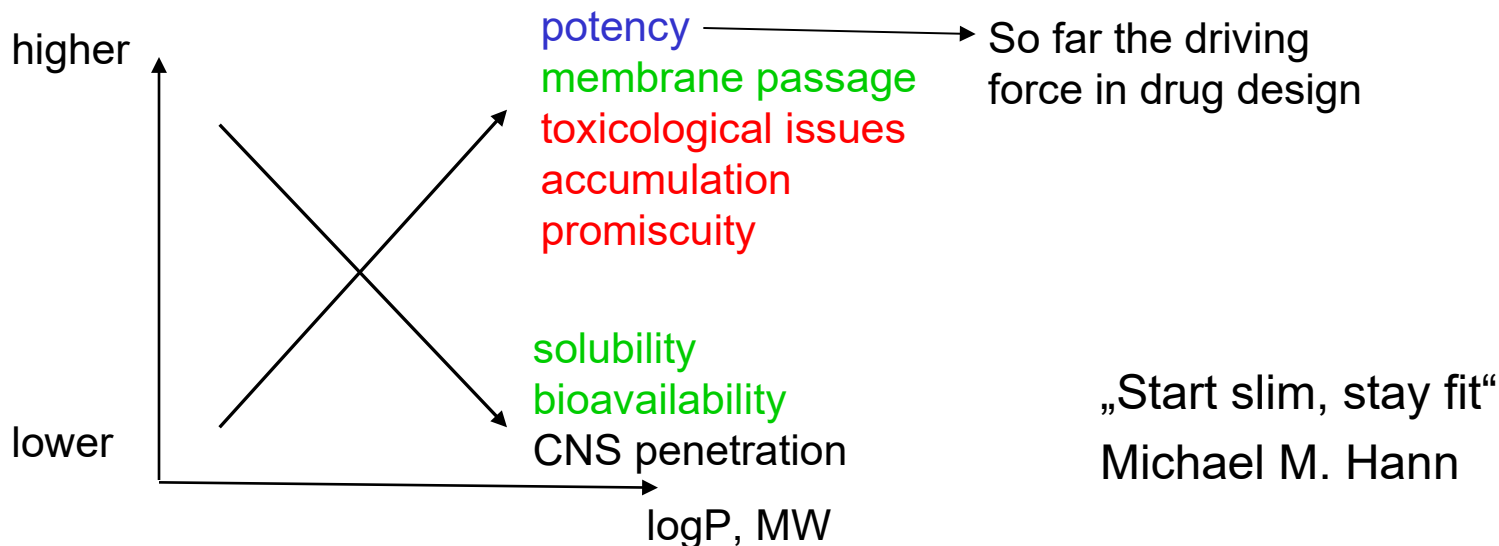 higher
potency
membrane passage
toxicological issues
accumulation
promiscuity
So far the driving
force in drug design
solubility
bioavailability
CNS penetration
lower
logP, MW
„Start slim, stay fit“
Michael M. Hann